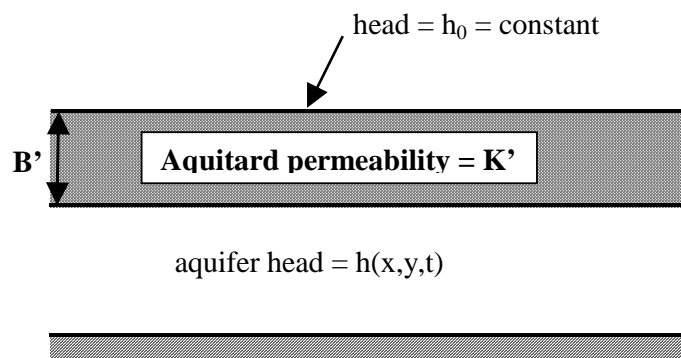 head = h₀ = constant
B’
Aquitard permeability = K’
aquifer head = h(x,y,t)